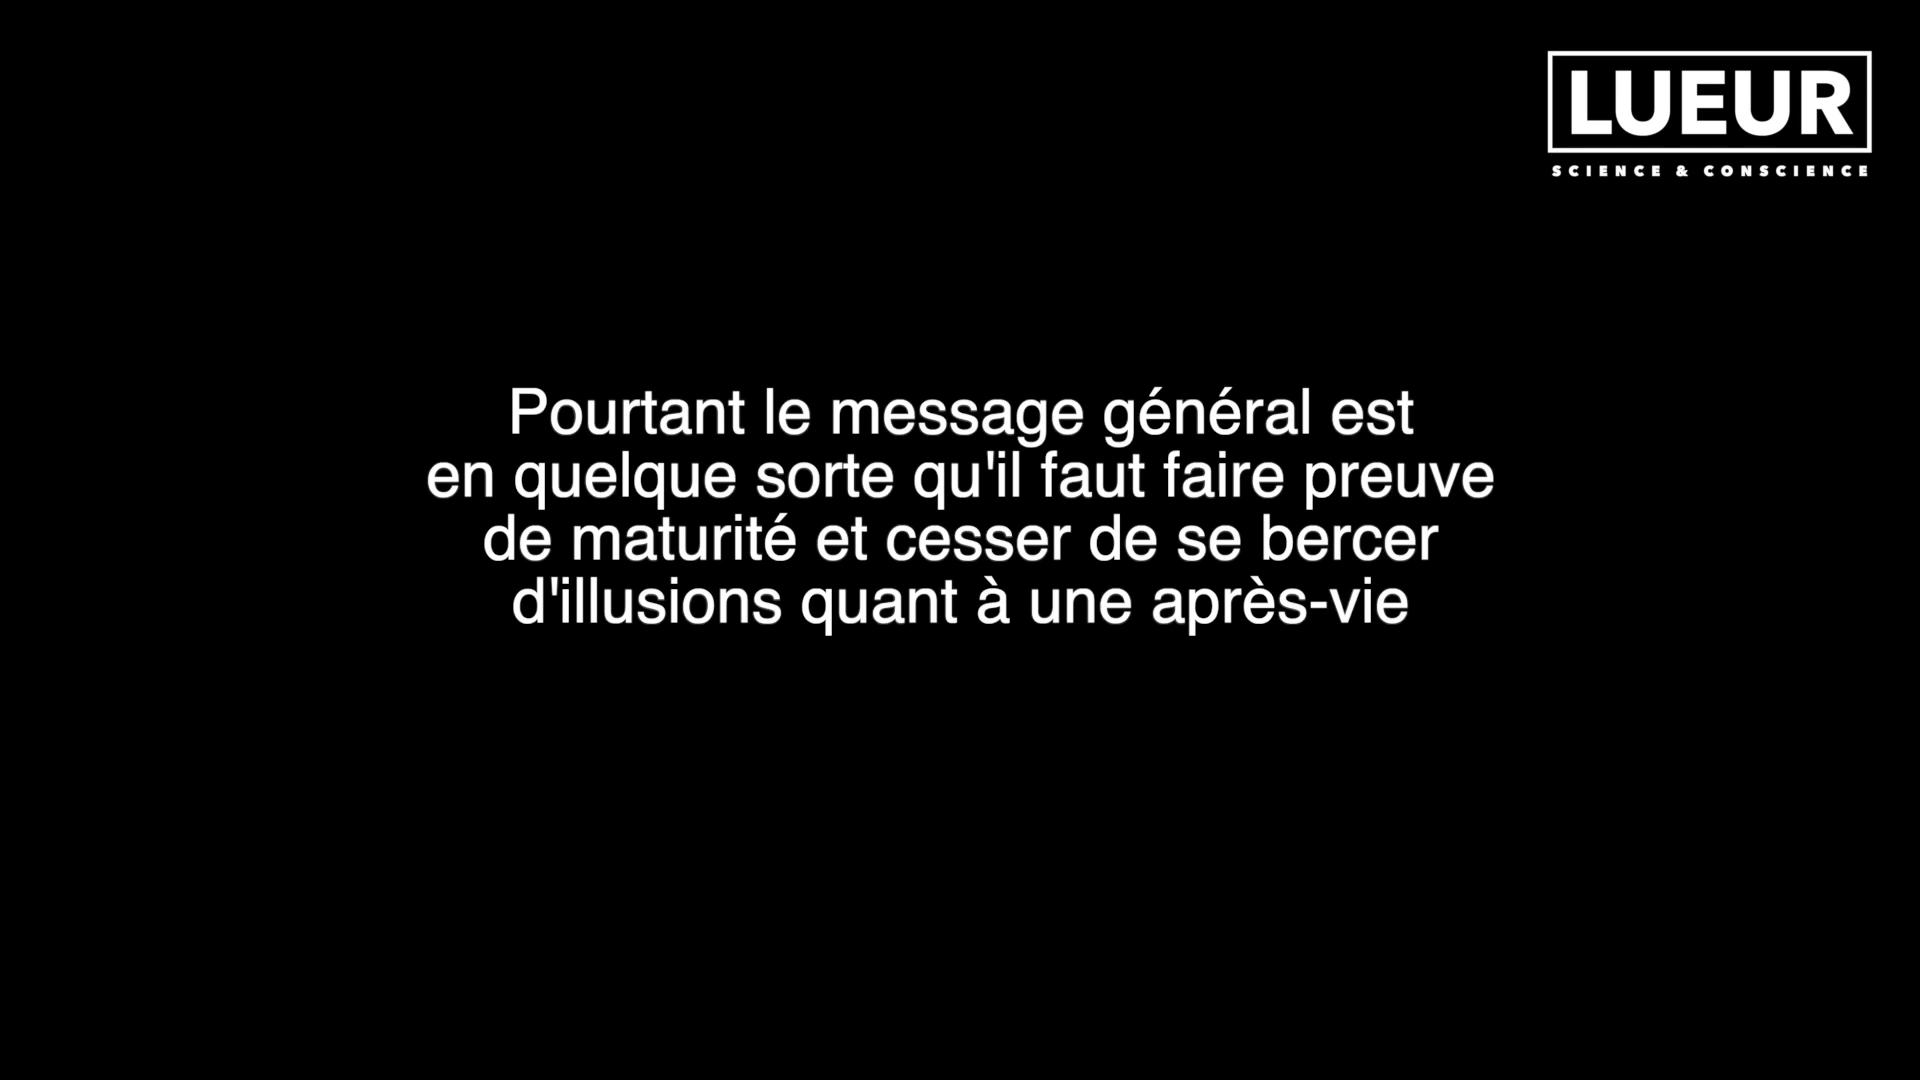 LUEUR
SCIENCE & CONSCIENCE
Pourtant le message général est
en quelque sorte qu'il faut faire preuve
de maturité et cesser de se bercer
d'illusions quant à une après-vie